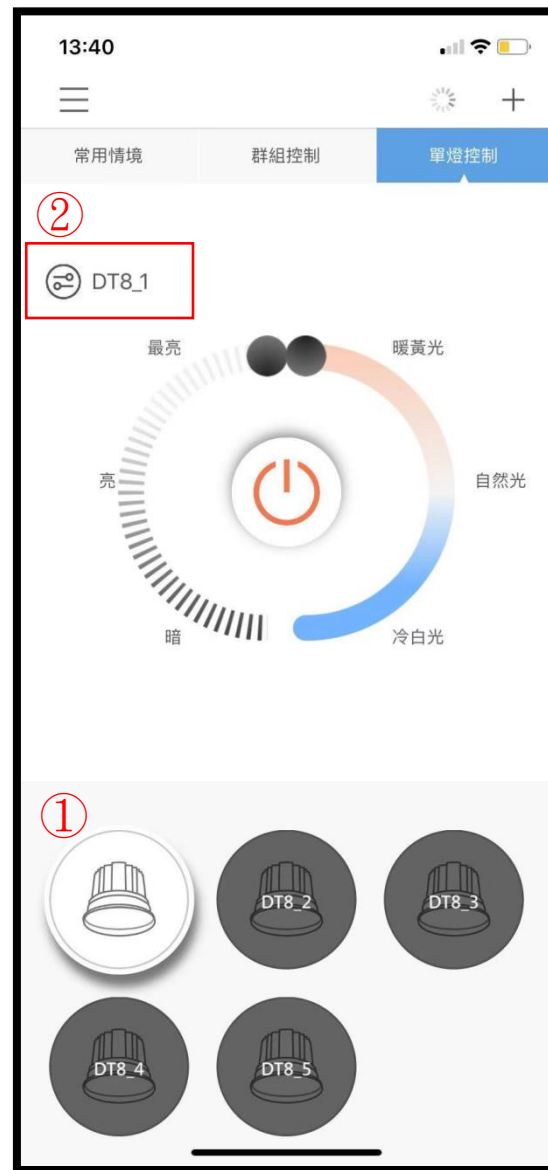 13:40
常用情境 群組控制 單燈控制
②
DT8_1
最亮 暖黃光
亮 自然光
暗 冷白光
①
DT8_2 DT8_3
DT8_4 DT8_5